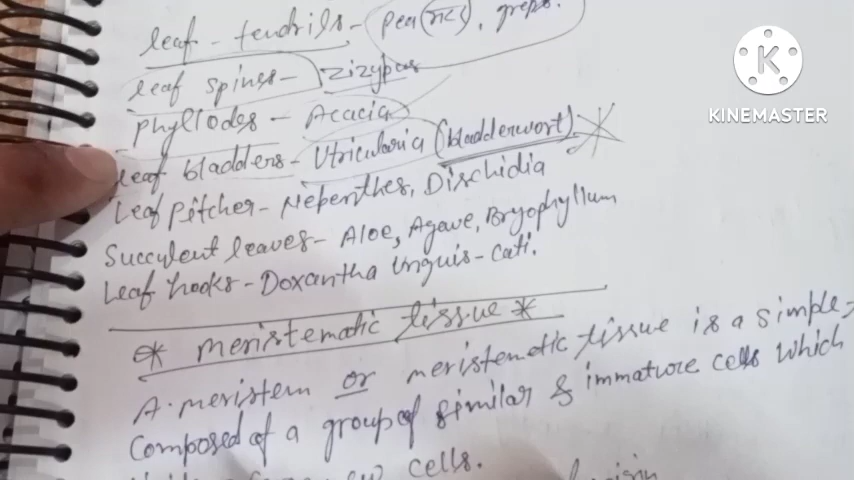 leaf - tendrils - Pea (मटर), greps.
leaf spines - Zizypus
phyllodes - Acacia
leaf bladders - Utricularia (bladderwort)
Leaf Pitcher - Nepenthes, Dischidia
Succulent leaves - Aloe, Agave, Bryophyllum
Leaf hooks - Doxantha Unguis - Cati.
* meristematic tissue *
A meristem or meristematic tissue is a simple
Composed of a group of similar & immature cells which
cells.
K
KINEMASTER